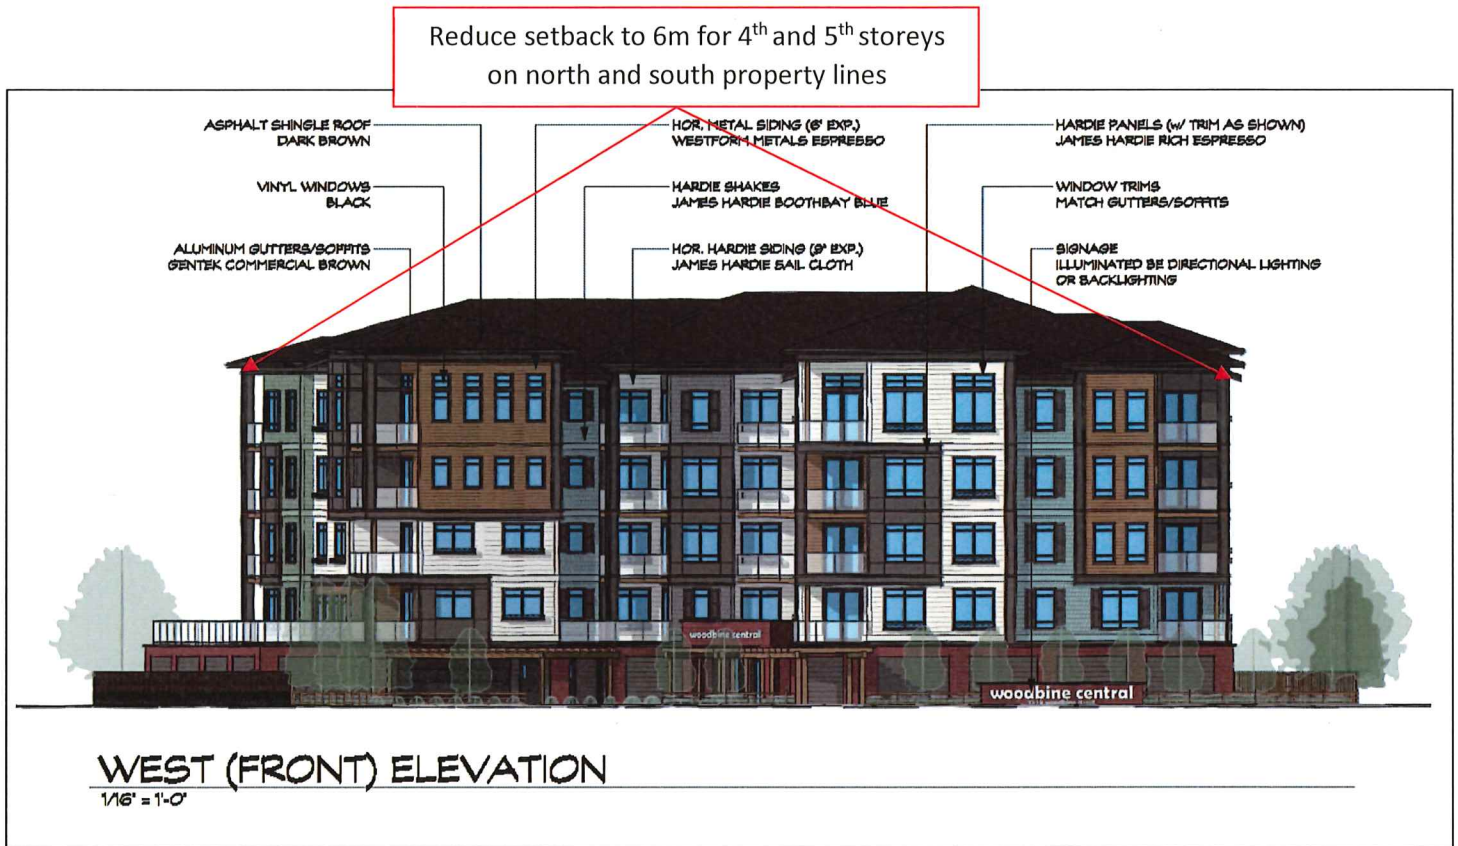 Reduce setback to 6m for 4th and 5th storeys
on north and south property lines
ASPHALT SHINGLE ROOF
DARK BROWN
HOR. METAL SIDING (6" EXP.)
WESTFORM METALS ESPRESSO
HARDIE PANELS (w/ TRIM AS SHOWN)
JAMES HARDIE RICH ESPRESSO
VINYL WINDOWS
BLACK
HARDIE SHAKES
JAMES HARDIE BOOTHBAY BLUE
WINDOW TRIMS
MATCH GUTTERS/SOFFITS
ALUMINUM GUTTERS/SOFFITS
GENTEK COMMERCIAL BROWN
HOR. HARDIE SIDING (9" EXP.)
JAMES HARDIE SAIL CLOTH
SIGNAGE
ILLUMINATED BE DIRECTIONAL LIGHTING
OR BACKLIGHTING
woodbine central
woodbine central
WEST (FRONT) ELEVATION
1/16" = 1'-0"